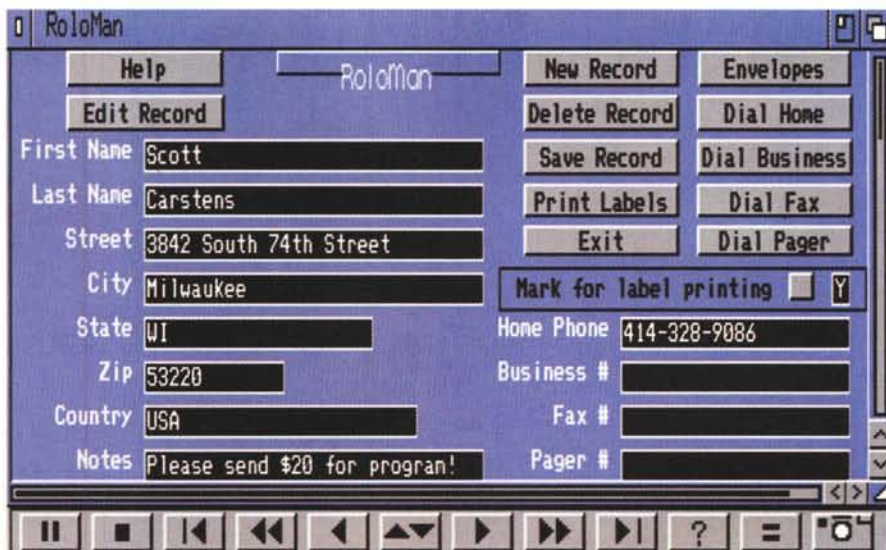 RoloMan
Help
RoloMan
New Record
Envelopes
Edit Record
Delete Record
Dial Home
First Name Scott
Save Record
Dial Business
Last Name Carstens
Print Labels
Dial Fax
Street 3842 South 74th Street
Exit
Dial Pager
City Milwaukee
Mark for label printing Y
State WI
Home Phone 414-328-9086
Zip 53220
Business #
Country USA
Fax #
Notes Please send $20 for program!
Pager #
< >
? =